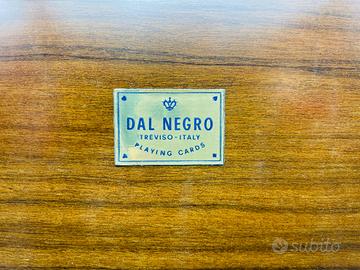 DAL NEGRO
TREVISO-ITALY
PLAYING CARDS
subito